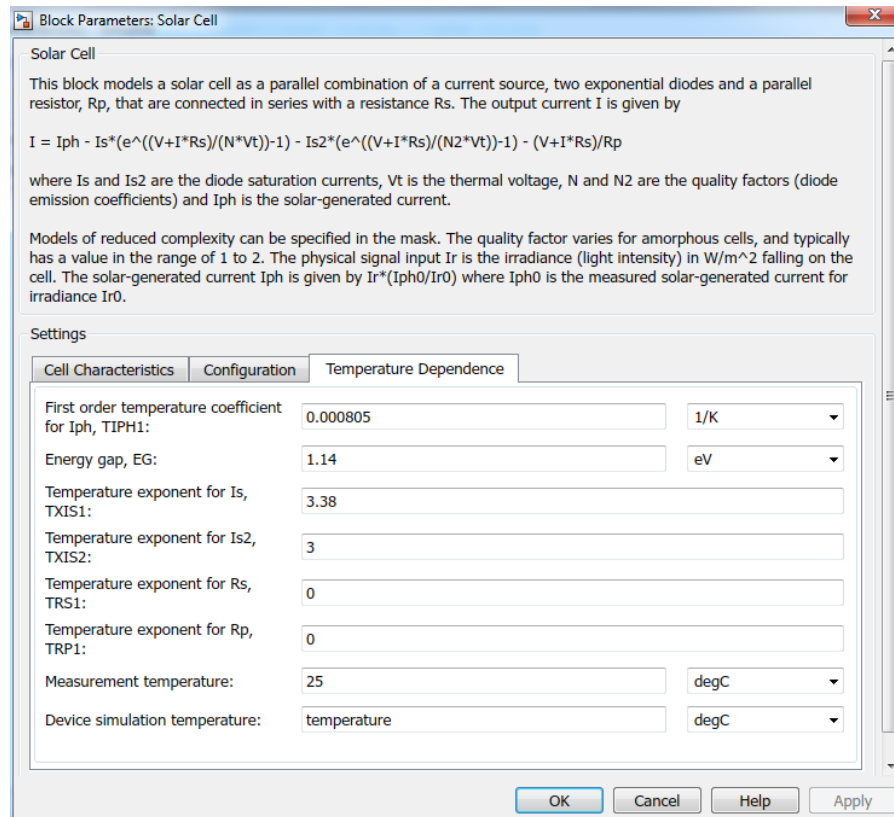 Block Parameters: Solar Cell
Solar Cell
This block models a solar cell as a parallel combination of a current source, two exponential diodes and a parallel
resistor, Rp, that are connected in series with a resistance Rs. The output current I is given by
I = Iph - Is*(e^((V+I*Rs)/(N*Vt))-1) - Is2*(e^((V+I*Rs)/(N2*Vt))-1) - (V+I*Rs)/Rp
where Is and Is2 are the diode saturation currents, Vt is the thermal voltage, N and N2 are the quality factors (diode
emission coefficients) and Iph is the solar-generated current.
Models of reduced complexity can be specified in the mask. The quality factor varies for amorphous cells, and typically
has a value in the range of 1 to 2. The physical signal input Ir is the irradiance (light intensity) in W/m^2 falling on the
cell. The solar-generated current Iph is given by Ir*(Iph0/Ir0) where Iph0 is the measured solar-generated current for
irradiance Ir0.
Settings
Cell Characteristics Configuration Temperature Dependence
First order temperature coefficient
for Iph, TIPH1: 0.000805 1/K
Energy gap, EG: 1.14 eV
Temperature exponent for Is,
TXIS1: 3.38
Temperature exponent for Is2,
TXIS2: 3
Temperature exponent for Rs,
TRS1: 0
Temperature exponent for Rp,
TRP1: 0
Measurement temperature: 25 degC
Device simulation temperature: temperature degC
OK Cancel Help Apply